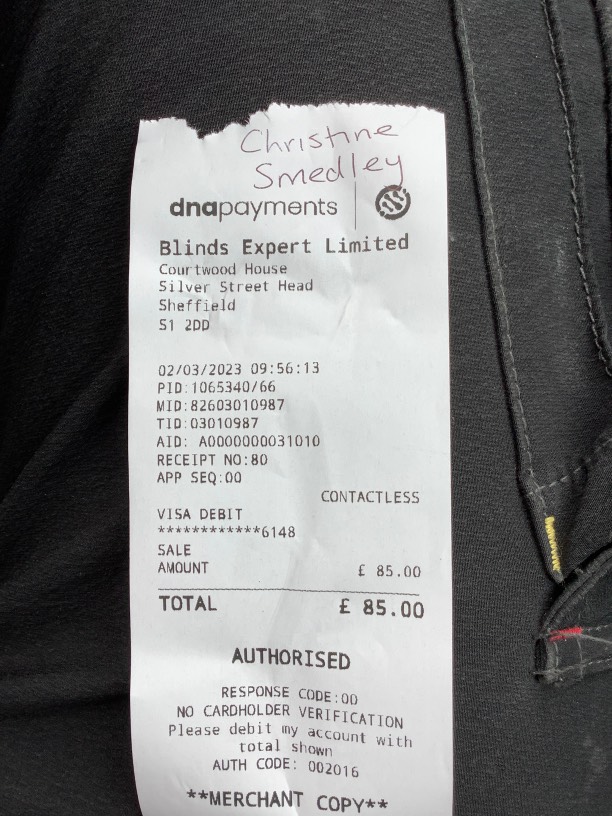 Christine
Smedley
dnapayments
Blinds Expert Limited
Courtwood House
Silver Street Head
Sheffield
S1 2DD
02/03/2023 09:56:13
PID:1065340/66
MID:82603010987
TID:03010987
AID: A0000000031010
RECEIPT NO:80
APP SEQ:00
CONTACTLESS
VISA DEBIT
************6148
SALE
AMOUNT £ 85.00
TOTAL £ 85.00
AUTHORISED
RESPONSE CODE:00
NO CARDHOLDER VERIFICATION
Please debit my account with
total shown
AUTH CODE: 002016
**MERCHANT COPY**